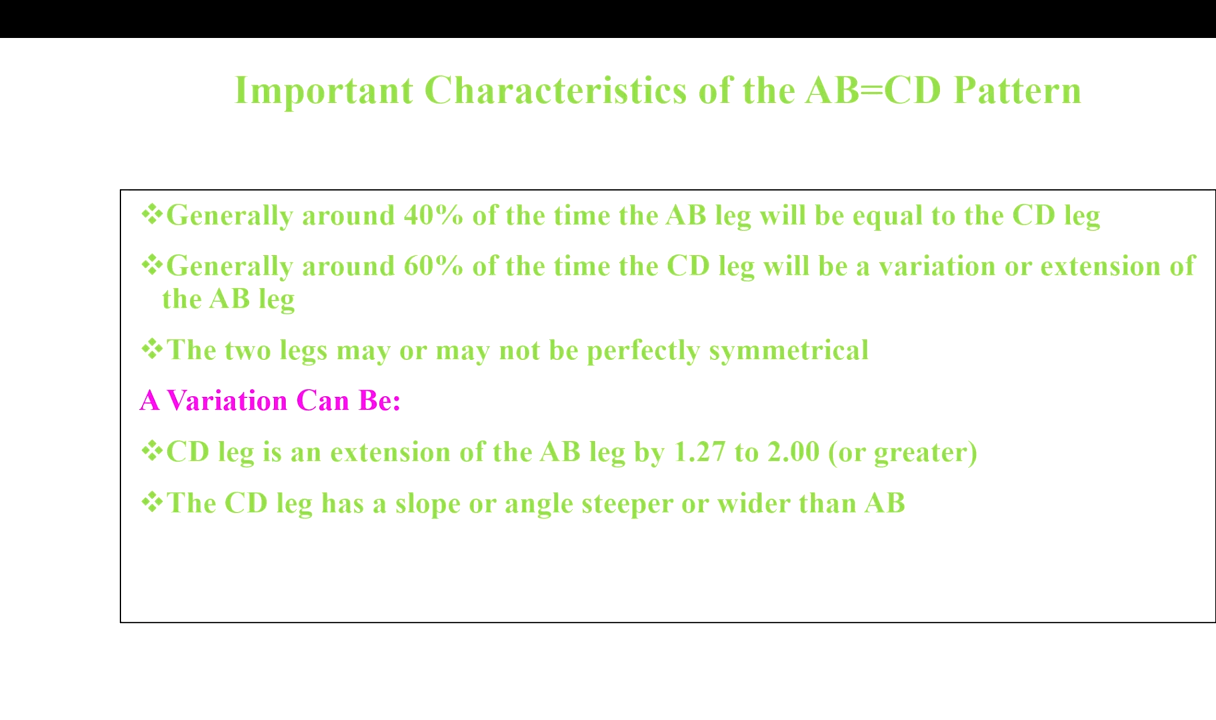 Important Characteristics of the AB=CD Pattern
❖Generally around 40% of the time the AB leg will be equal to the CD leg
❖Generally around 60% of the time the CD leg will be a variation or extension of
the AB leg
❖The two legs may or may not be perfectly symmetrical
A Variation Can Be:
❖CD leg is an extension of the AB leg by 1.27 to 2.00 (or greater)
❖The CD leg has a slope or angle steeper or wider than AB